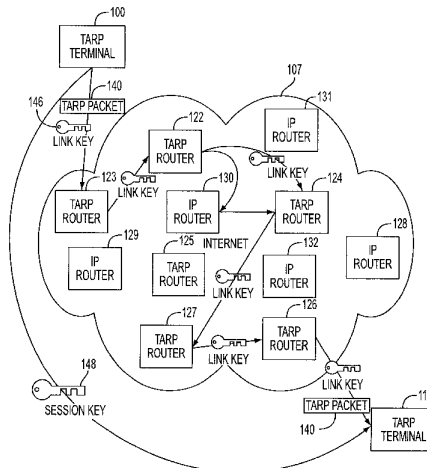 100
TARP
TERMINAL
140
146
TARP PACKET
LINK KEY
107
131
IP
ROUTER
122
TARP
ROUTER
LINK KEY
LINK KEY
123
TARP
ROUTER
130
IP
ROUTER
124
TARP
ROUTER
INTERNET
129
IP
ROUTER
125
TARP
ROUTER
132
IP
ROUTER
128
IP
ROUTER
LINK KEY
127
TARP
ROUTER
LINK KEY
126
TARP
ROUTER
LINK KEY
148
SESSION KEY
TARP PACKET
140
11
TARP
TERMINAL